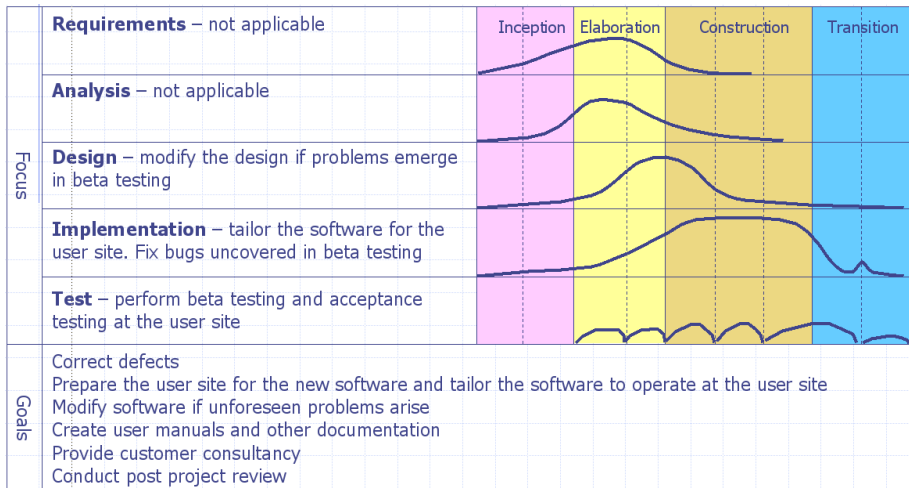 Requirements – not applicable
Inception Elaboration Construction Transition
Analysis – not applicable
Focus
Design – modify the design if problems emerge
in beta testing
Implementation – tailor the software for the
user site. Fix bugs uncovered in beta testing
Test – perform beta testing and acceptance
testing at the user site
Goals
Correct defects
Prepare the user site for the new software and tailor the software to operate at the user site
Modify software if unforeseen problems arise
Create user manuals and other documentation
Provide customer consultancy
Conduct post project review